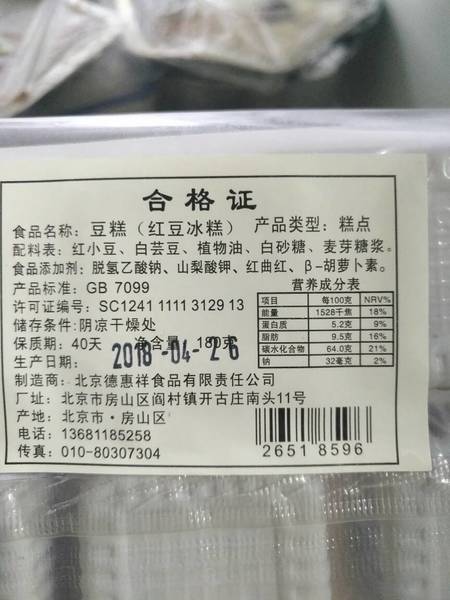 合格证
食品名称：豆糕（红豆冰糕） 产品类型：糕点
配料表：红小豆、白芸豆、植物油、白砂糖、麦芽糖浆。
食品添加剂：脱氢乙酸钠、山梨酸钾、红曲红、β-胡萝卜素。
产品标准：GB 7099
许可证编号：SC1241 1111 3129 13
储存条件：阴凉干燥处
保质期：40天 净含量：180克
生产日期：2018-04-26
营养成分表
项目 每100克 NRV%
能量 1528千焦 18%
蛋白质 5.2克 9%
脂肪 9.5克 16%
碳水化合物 64.0克 21%
钠 32毫克 2%
制造商：北京德惠祥食品有限责任公司
厂址：北京市房山区阎村镇开古庄南头11号
产地：北京市·房山区
电话：13681185258
传真：010-80307304
2651 8596